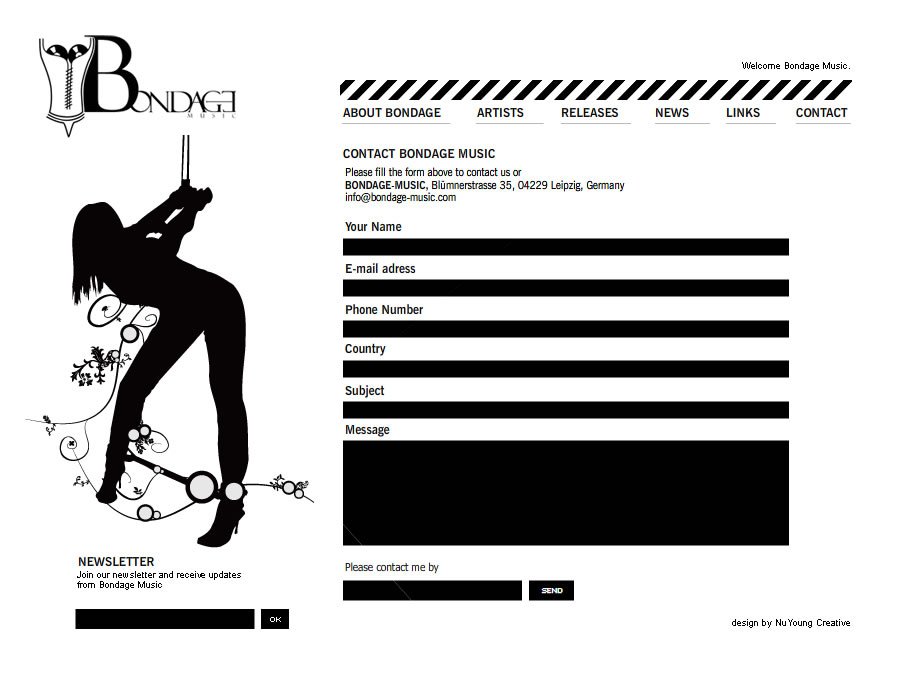 BONDAGE
MUSIC
Welcome Bondage Music.
ABOUT BONDAGE ARTISTS RELEASES NEWS LINKS CONTACT
CONTACT BONDAGE MUSIC
Please fill the form above to contact us or
BONDAGE-MUSIC, Blümnerstrasse 35, 04229 Leipzig, Germany
info@bondage-music.com
Your Name
E-mail adress
Phone Number
Country
Subject
Message
Please contact me by
SEND
NEWSLETTER
Join our newsletter and receive updates
from Bondage Music
OK
design by NuYoung Creative